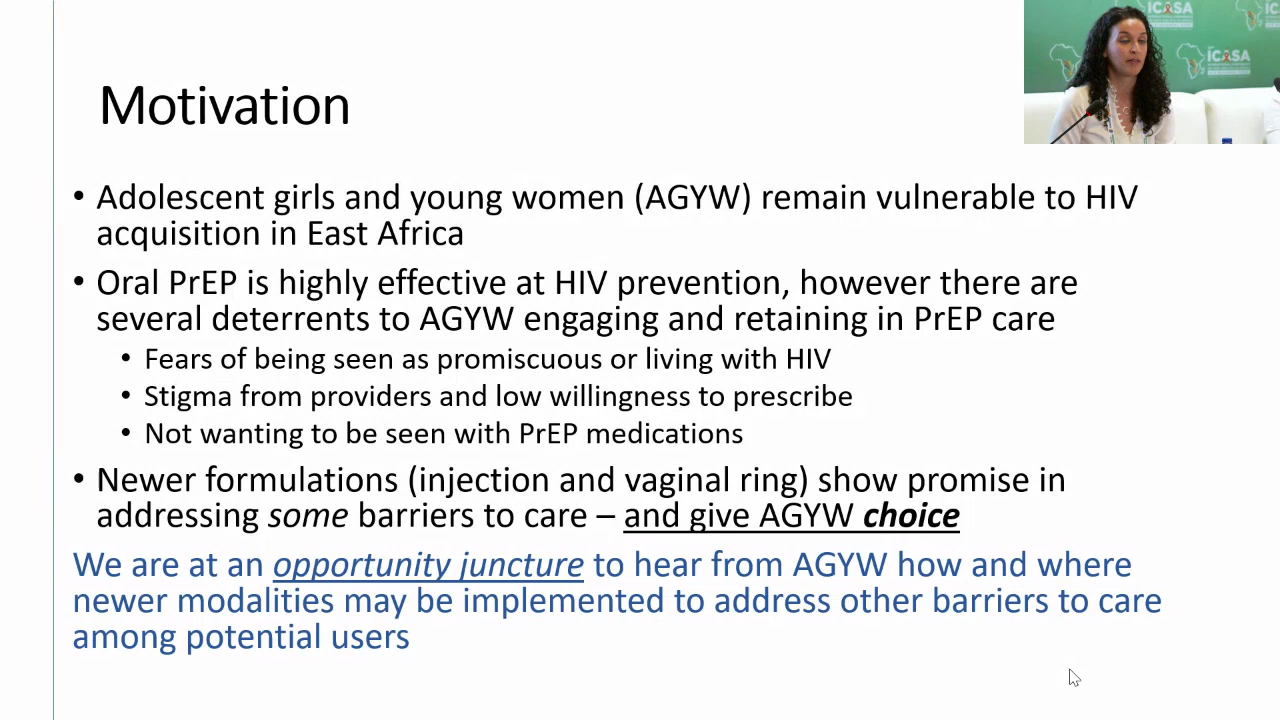 ICASA
ICASA
Motivation
• Adolescent girls and young women (AGYW) remain vulnerable to HIV
acquisition in East Africa
• Oral PrEP is highly effective at HIV prevention, however there are
several deterrents to AGYW engaging and retaining in PrEP care
• Fears of being seen as promiscuous or living with HIV
• Stigma from providers and low willingness to prescribe
• Not wanting to be seen with PrEP medications
• Newer formulations (injection and vaginal ring) show promise in
addressing some barriers to care – and give AGYW choice
We are at an opportunity juncture to hear from AGYW how and where
newer modalities may be implemented to address other barriers to care
among potential users